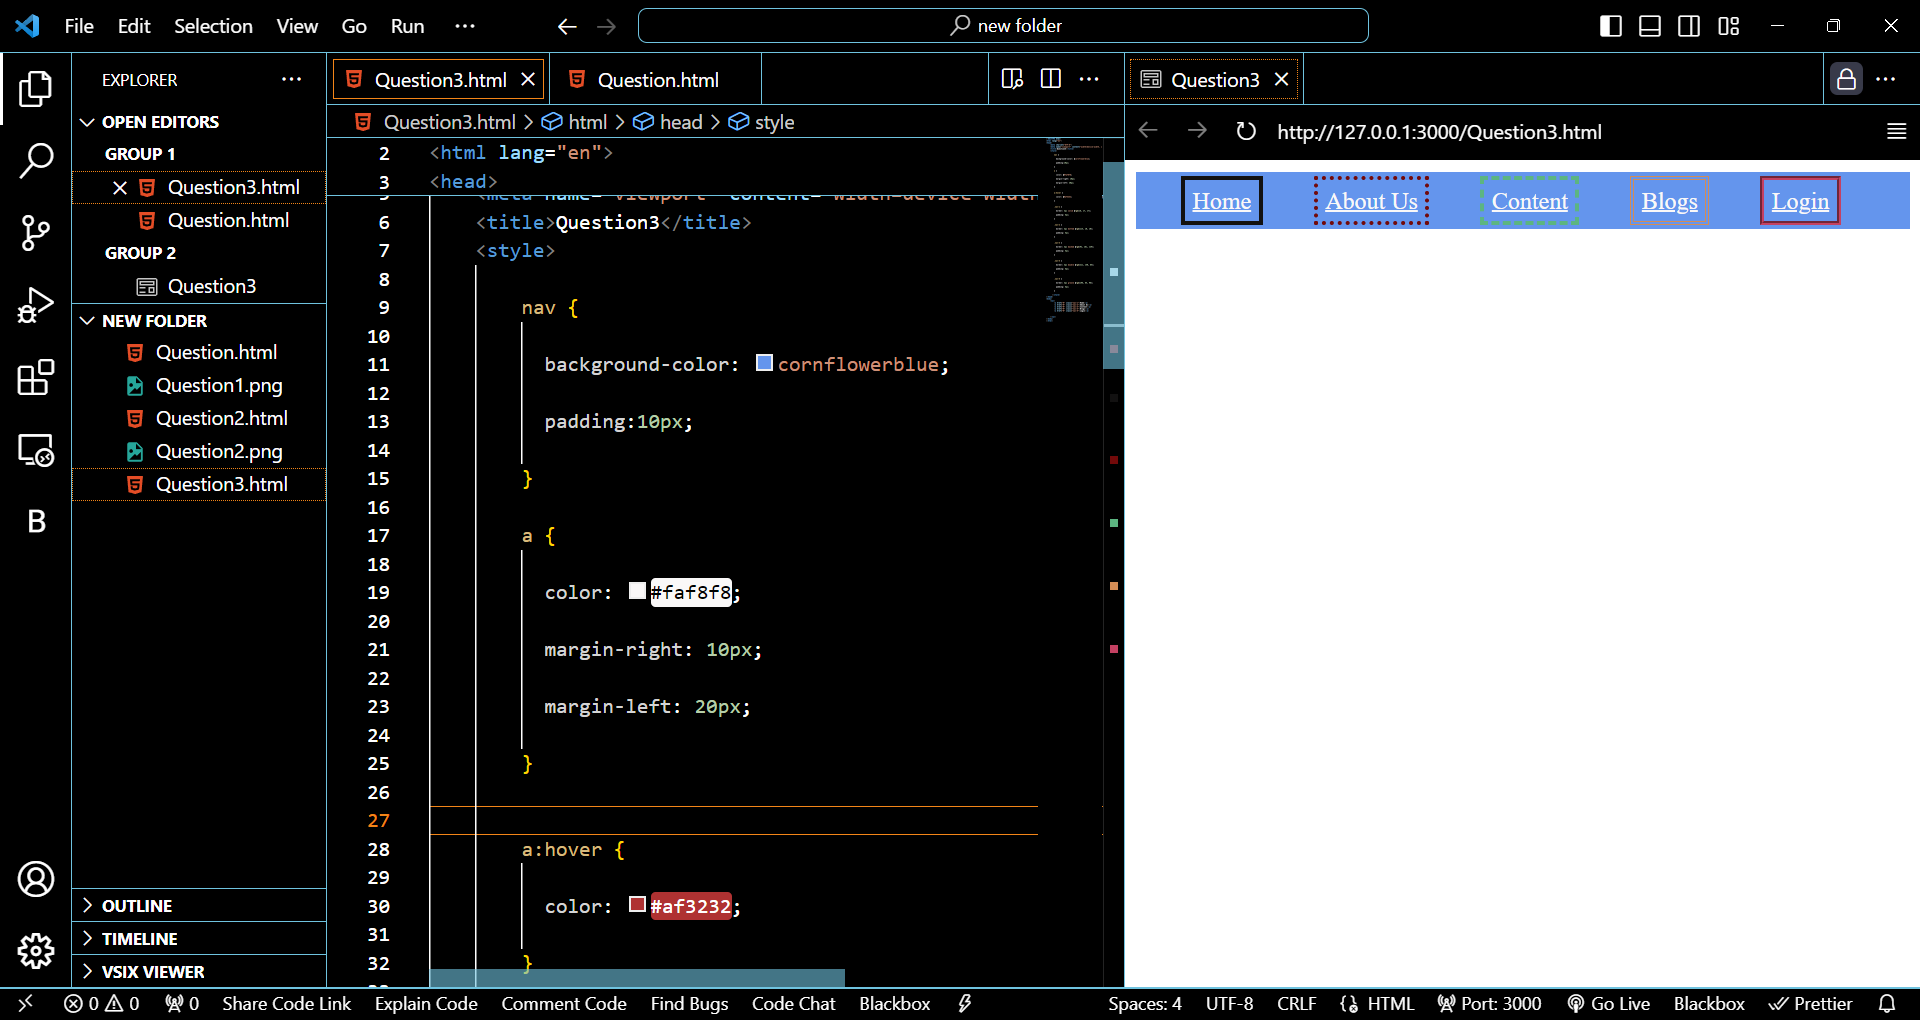 File Edit Selection View Go Run ···
new folder
EXPLORER ···
OPEN EDITORS
GROUP 1
Question3.html
Question.html
GROUP 2
Question3
NEW FOLDER
Question.html
Question1.png
Question2.html
Question2.png
Question3.html
OUTLINE
TIMELINE
VSIX VIEWER
B
Question3.html
Question.html
···
Question3.html > html > head > style
2 <html lang="en">
3 <head>
<meta name="viewport" content="width=device-width
6 <title>Question3</title>
7 <style>
8
9 nav {
10
11 background-color: cornflowerblue;
12
13 padding:10px;
14
15 }
16
17 a {
18
19 color: #faf8f8;
20
21 margin-right: 10px;
22
23 margin-left: 20px;
24
25 }
26
27
28 a:hover {
29
30 color: #af3232;
31
32 }
Question3
···
http://127.0.0.1:3000/Question3.html
Home About Us Content Blogs Login
0 0 0 Share Code Link Explain Code Comment Code Find Bugs Code Chat Blackbox
Spaces: 4 UTF-8 CRLF HTML Port: 3000 Go Live Blackbox Prettier